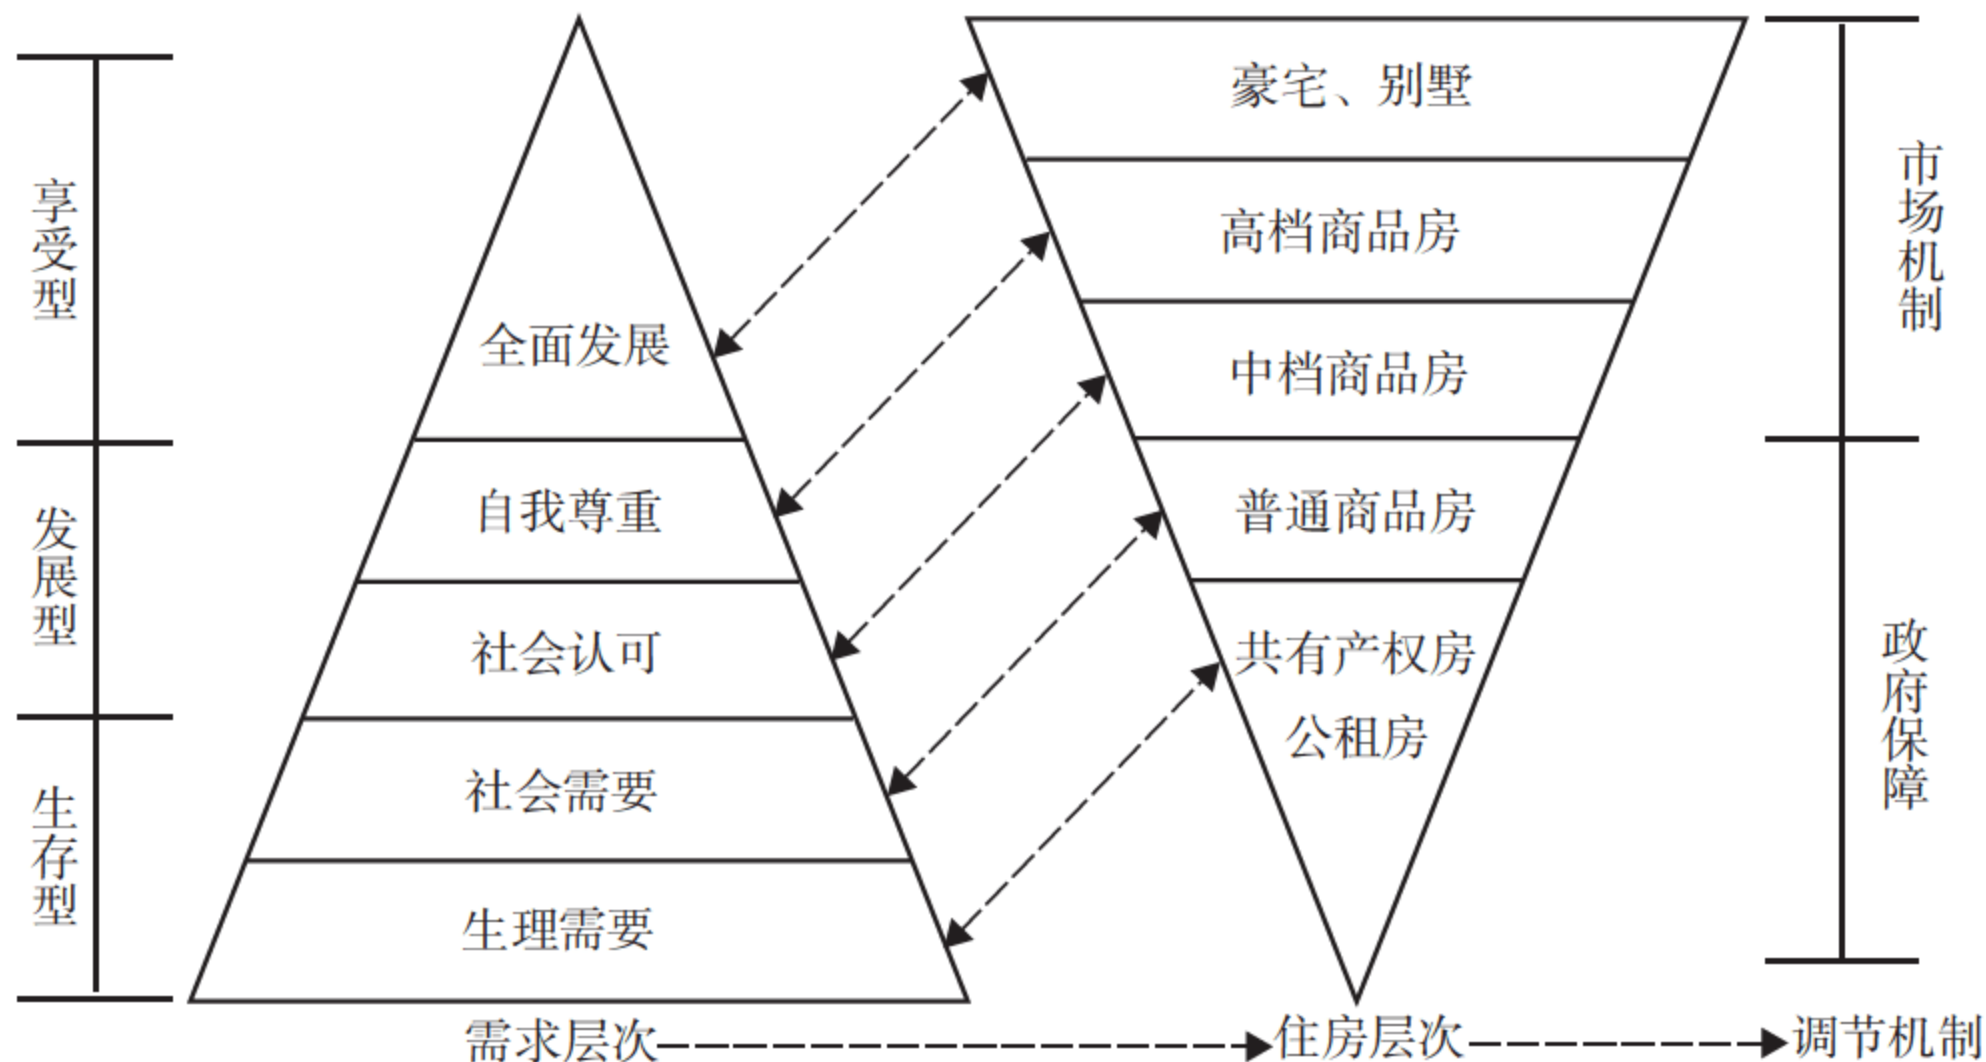 享受型
发展型
生存型
全面发展
自我尊重
社会认可
社会需要
生理需要
豪宅、别墅
高档商品房
中档商品房
普通商品房
共有产权房
公租房
市场机制
政府保障
需求层次
住房层次
调节机制